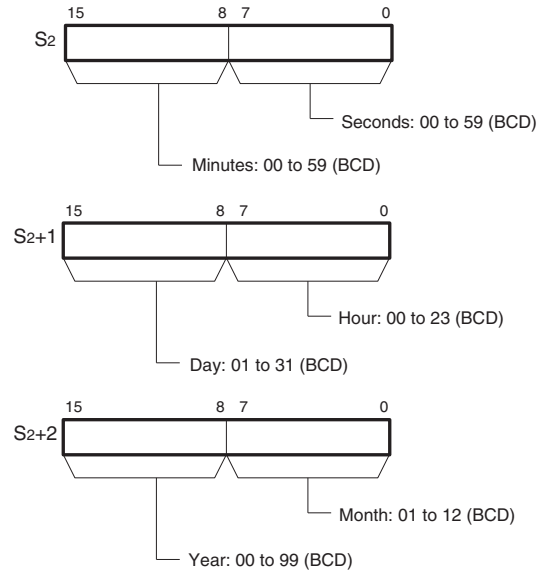 15 8 7 0
S2
Seconds: 00 to 59 (BCD)
Minutes: 00 to 59 (BCD)
15 8 7 0
S2+1
Hour: 00 to 23 (BCD)
Day: 01 to 31 (BCD)
15 8 7 0
S2+2
Month: 01 to 12 (BCD)
Year: 00 to 99 (BCD)